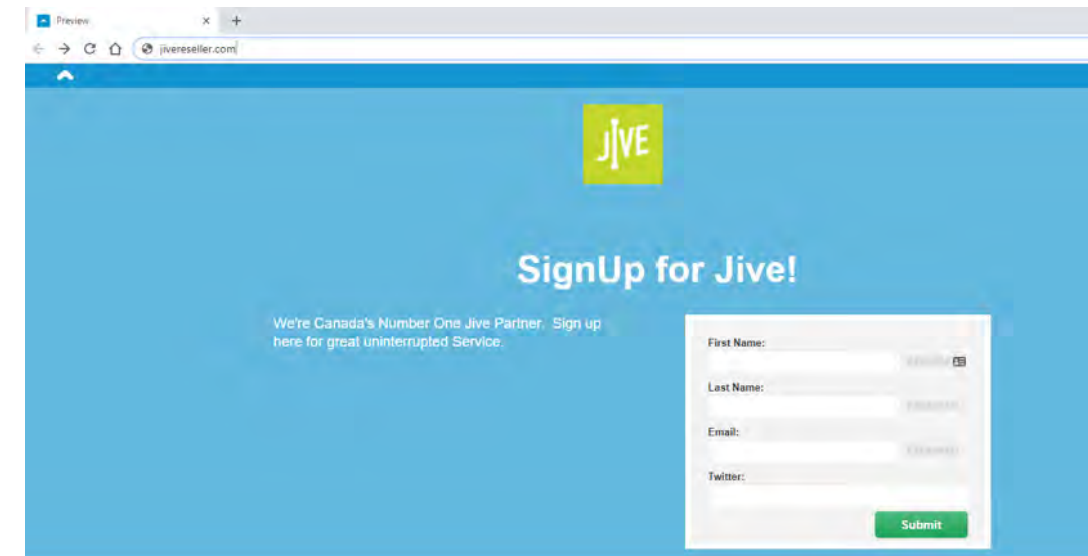 Preview
jivereseller.com
JIVE
SignUp for Jive!
We're Canada's Number One Jive Partner. Sign up
here for great uninterrupted Service.
First Name:
Last Name:
Email:
Twitter:
Submit